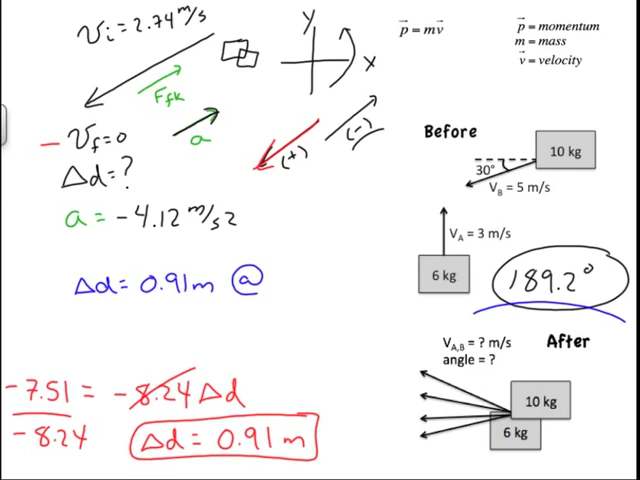 Vi = 2.74 m/s
Y
X
Ffk
a
(+)
(-)
Vf = 0
Δd = ?
a = -4.12 m/s2
Δd = 0.91m @
-7.51 = -8.24 Δd
-8.24
Δd = 0.91 m
p = mv
p = momentum
m = mass
v = velocity
Before
10 kg
30°
VB = 5 m/s
VA = 3 m/s
6 kg
189.2°
VA,B = ? m/s
angle = ?
After
10 kg
6 kg